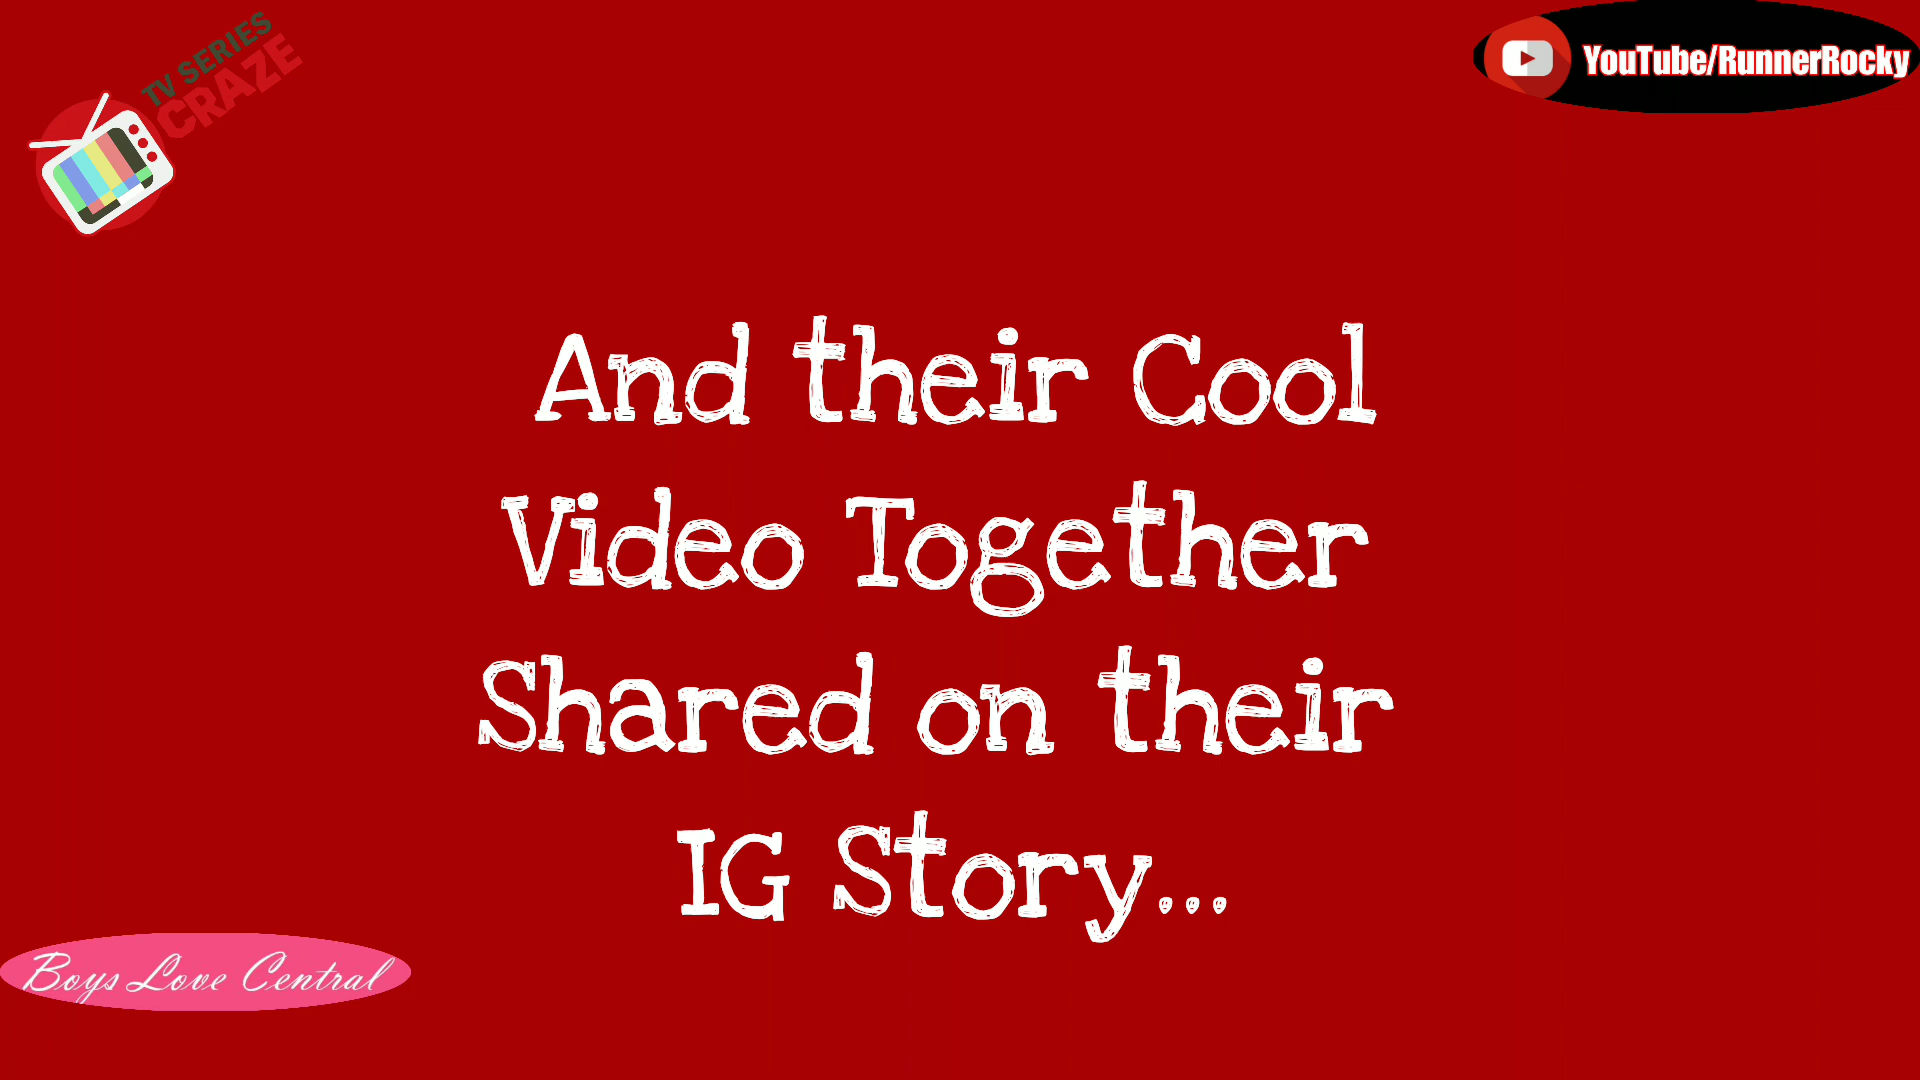 TV SERIES
CRAZE
YouTube/RunnerRocky
And their Cool
Video Together
Shared on their
IG Story...
Boys Love Central